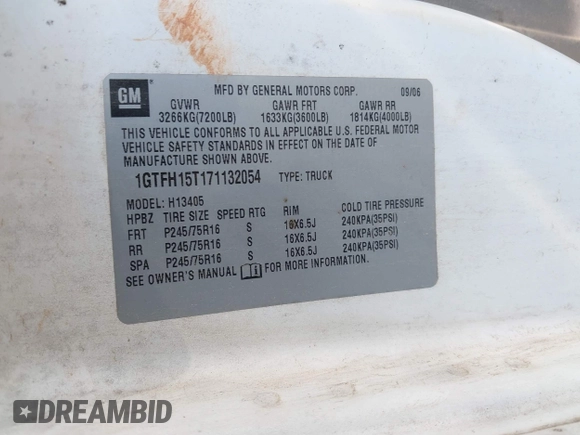 GM
MFD BY GENERAL MOTORS CORP. 09/06
GVWR GAWR FRT GAWR RR
3266KG(7200LB) 1633KG(3600LB) 1814KG(4000LB)
THIS VEHICLE CONFORMS TO ALL APPLICABLE U.S. FEDERAL MOTOR
VEHICLE SAFETY STANDARDS IN EFFECT ON THE DATE OF
MANUFACTURE SHOWN ABOVE.
1GTFH15T171132054 TYPE: TRUCK
MODEL: H13405
HPBZ TIRE SIZE SPEED RTG RIM COLD TIRE PRESSURE
FRT P245/75R16 S 16X6.5J 240KPA(35PSI)
RR P245/75R16 S 16X6.5J 240KPA(35PSI)
SPA P245/75R16 S 16X6.5J 240KPA(35PSI)
SEE OWNER'S MANUAL FOR MORE INFORMATION.
DREAMBID